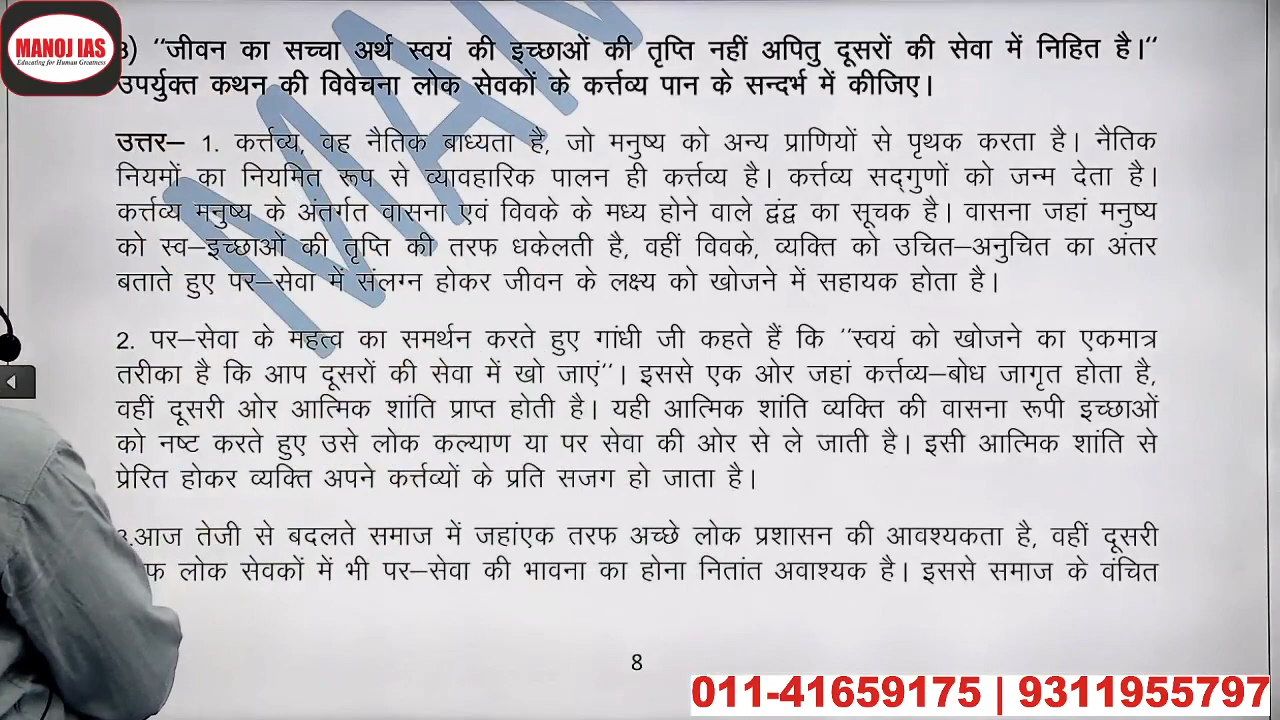 MANOJ IAS
Educating for Human Greatness
3) ''जीवन का सच्चा अर्थ स्वयं की इच्छाओं की तृप्ति नहीं अपितु दूसरों की सेवा में निहित है।''
उपर्युक्त कथन की विवेचना लोक सेवकों के कर्त्तव्य पान के सन्दर्भ में कीजिए।
उत्तर– 1. कर्त्तव्य, वह नैतिक बाध्यता है, जो मनुष्य को अन्य प्राणियों से पृथक करता है। नैतिक
नियमों का नियमित रूप से व्यावहारिक पालन ही कर्त्तव्य है। कर्त्तव्य सद्गुणों को जन्म देता है।
कर्त्तव्य मनुष्य के अंतर्गत वासना एवं विवके के मध्य होने वाले द्वंद्व का सूचक है। वासना जहां मनुष्य
को स्व–इच्छाओं की तृप्ति की तरफ धकेलती है, वहीं विवके, व्यक्ति को उचित–अनुचित का अंतर
बताते हुए पर–सेवा में संलग्न होकर जीवन के लक्ष्य को खोजने में सहायक होता है।
2. पर–सेवा के महत्व का समर्थन करते हुए गांधी जी कहते हैं कि ''स्वयं को खोजने का एकमात्र
तरीका है कि आप दूसरों की सेवा में खो जाएं''। इससे एक ओर जहां कर्त्तव्य–बोध जागृत होता है,
वहीं दूसरी ओर आत्मिक शांति प्राप्त होती है। यही आत्मिक शांति व्यक्ति की वासना रूपी इच्छाओं
को नष्ट करते हुए उसे लोक कल्याण या पर सेवा की ओर से ले जाती है। इसी आत्मिक शांति से
प्रेरित होकर व्यक्ति अपने कर्त्तव्यों के प्रति सजग हो जाता है।
3.आज तेजी से बदलते समाज में जहांएक तरफ अच्छे लोक प्रशासन की आवश्यकता है, वहीं दूसरी
लोक सेवकों में भी पर–सेवा की भावना का होना नितांत अवाश्यक है। इससे समाज के वंचित
8
011-41659175 | 9311955797